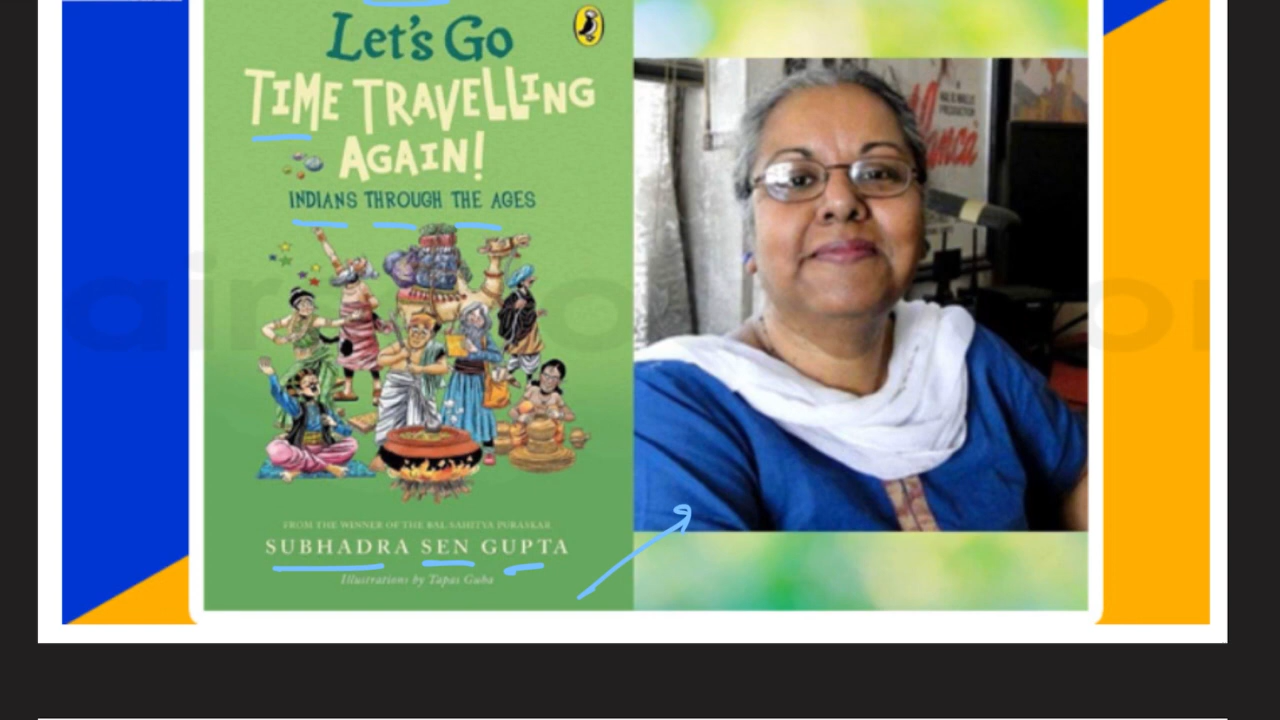 Let's Go
TIME TRAVELLING
AGAIN!
INDIANS THROUGH THE AGES
FROM THE WINNER OF THE BAL SAHITYA PURASKAR
SUBHADRA SEN GUPTA
Illustrations by Tapas Guha